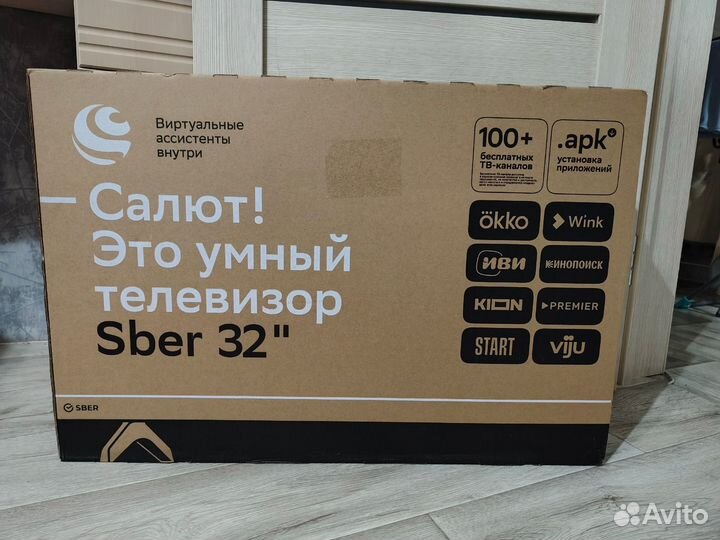 Виртуальные
ассистенты
внутри
100+
бесплатных
ТВ-каналов
.apk
установка
приложений
Салют!
Это умный
телевизор
Sber 32"
ökko
Wink
иви
КИНОПОИСК
KION
PREMIER
START
viju
SBER
Avito